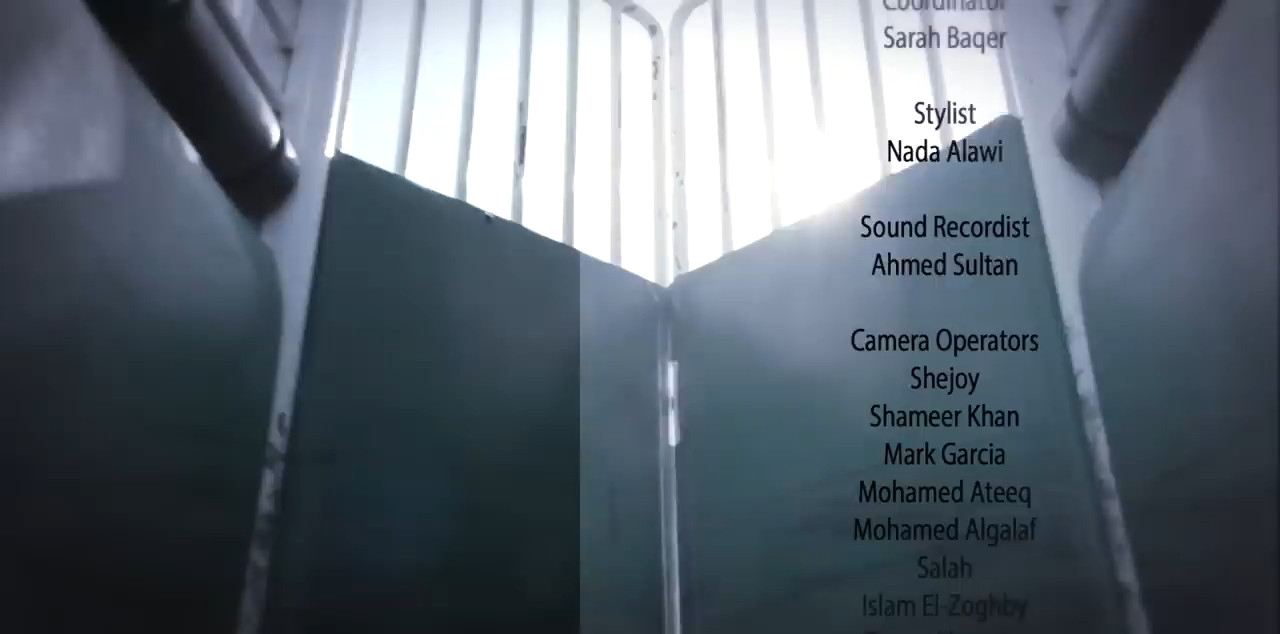 Coordinator
Sarah Baqer
Stylist
Nada Alawi
Sound Recordist
Ahmed Sultan
Camera Operators
Shejoy
Shameer Khan
Mark Garcia
Mohamed Ateeq
Mohamed Algalaf
Salah
Islam El-Zoghby